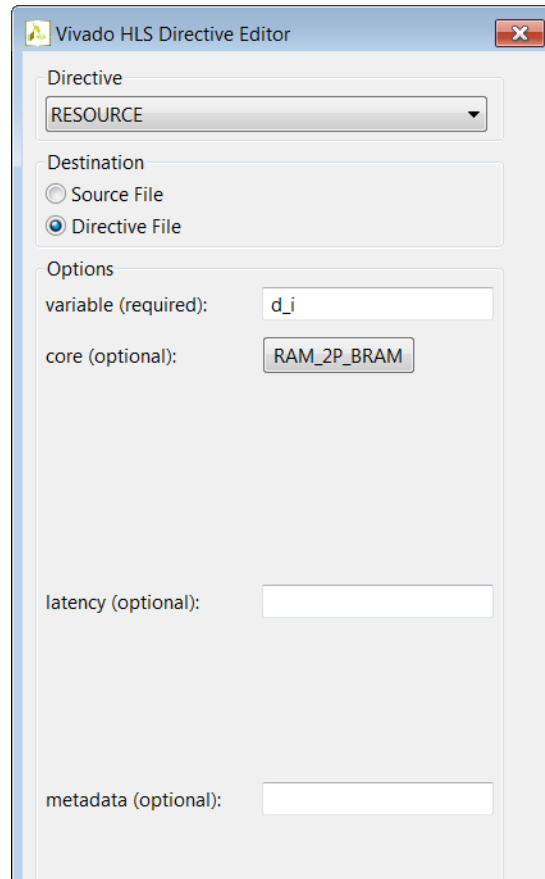 Vivado HLS Directive Editor
Directive
RESOURCE
Destination
Source File
Directive File
Options
variable (required): d_i
core (optional): RAM_2P_BRAM
latency (optional):
metadata (optional):